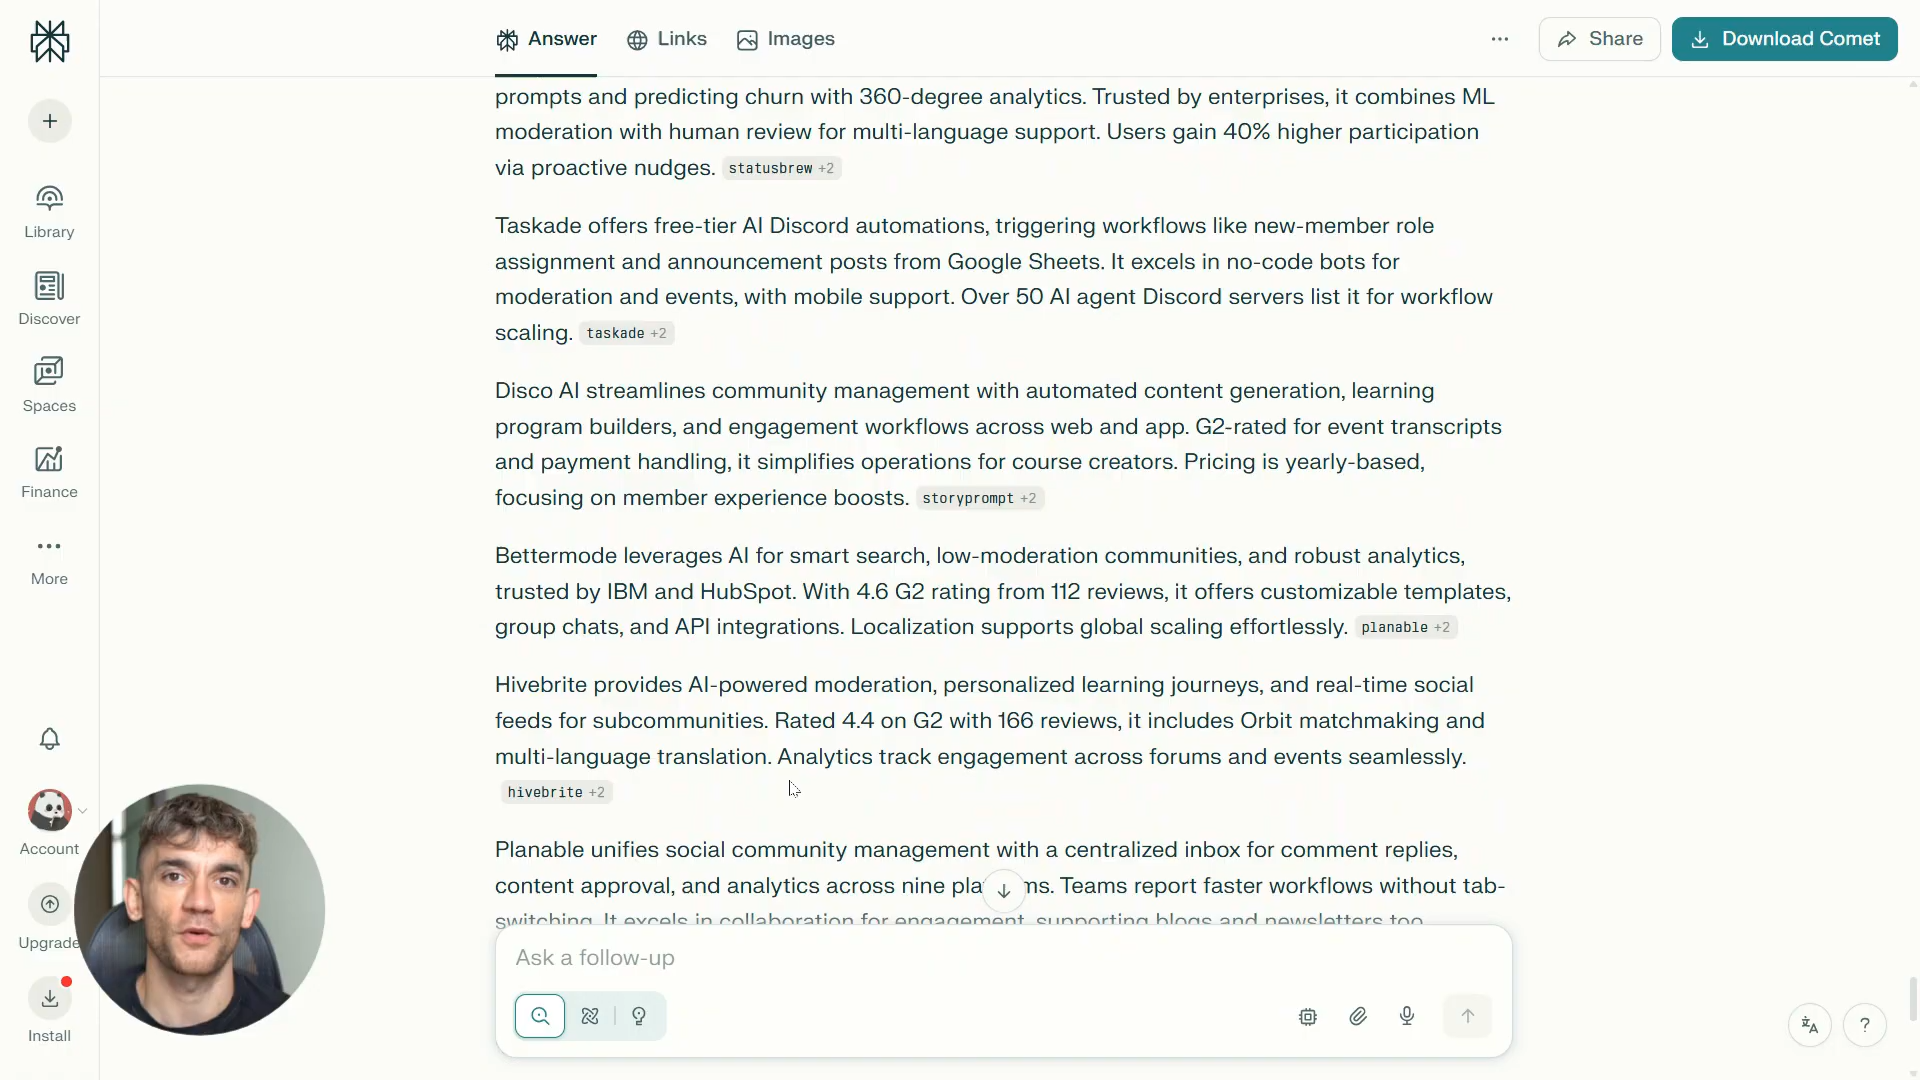 Answer
Links
Images
Share
Download Comet
prompts and predicting churn with 360-degree analytics. Trusted by enterprises, it combines ML
moderation with human review for multi-language support. Users gain 40% higher participation
via proactive nudges. statusbrew +2
Library
Taskade offers free-tier AI Discord automations, triggering workflows like new-member role
assignment and announcement posts from Google Sheets. It excels in no-code bots for
moderation and events, with mobile support. Over 50 AI agent Discord servers list it for workflow
scaling. taskade +2
Discover
Disco AI streamlines community management with automated content generation, learning
program builders, and engagement workflows across web and app. G2-rated for event transcripts
and payment handling, it simplifies operations for course creators. Pricing is yearly-based,
focusing on member experience boosts. storyprompt +2
Spaces
Finance
Bettermode leverages AI for smart search, low-moderation communities, and robust analytics,
trusted by IBM and HubSpot. With 4.6 G2 rating from 112 reviews, it offers customizable templates,
group chats, and API integrations. Localization supports global scaling effortlessly. planable +2
More
Hivebrite provides AI-powered moderation, personalized learning journeys, and real-time social
feeds for subcommunities. Rated 4.4 on G2 with 166 reviews, it includes Orbit matchmaking and
multi-language translation. Analytics track engagement across forums and events seamlessly.
hivebrite +2
Account
Planable unifies social community management with a centralized inbox for comment replies,
content approval, and analytics across nine pla ms. Teams report faster workflows without tab-
switching. It excels in collaboration for engagement, supporting blogs and newsletters too.
Upgrade
Ask a follow-up
Install
?